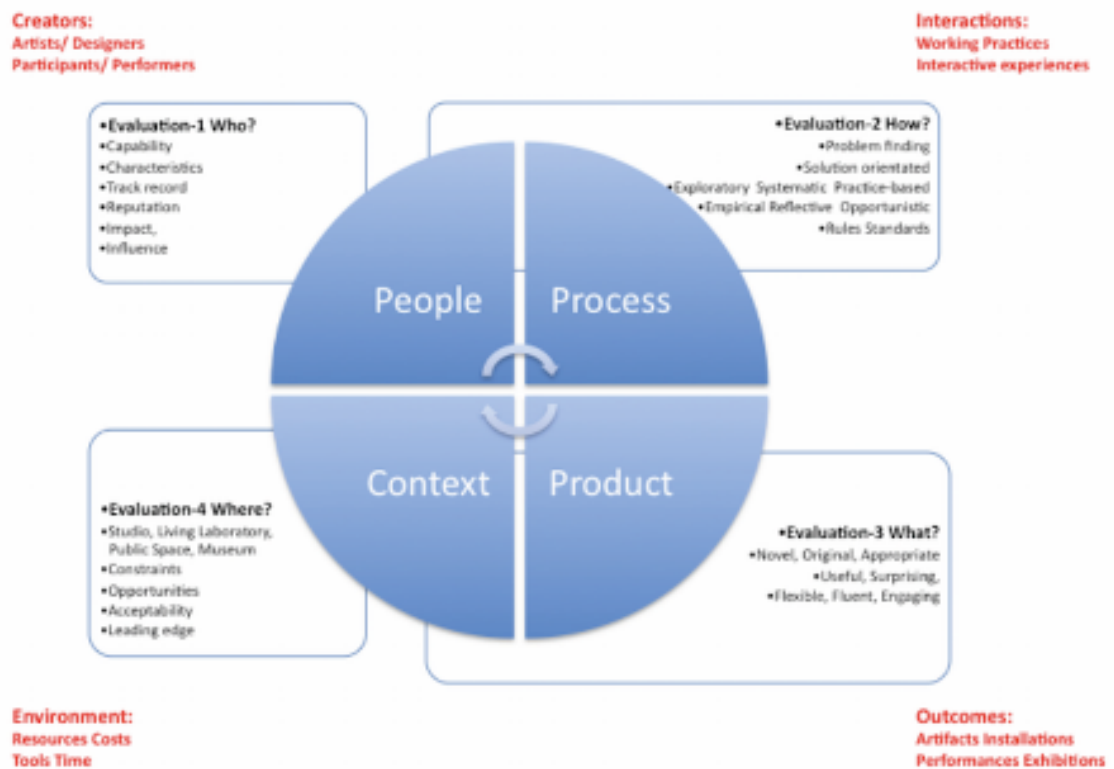 Creators:
Artists/ Designers
Participants/ Performers
Interactions:
Working Practices
Interactive experiences
•Evaluation-1 Who?
•Capability
•Characteristics
•Track record
•Reputation
•Impact,
•Influence
•Evaluation-2 How?
•Problem finding
•Solution orientated
•Exploratory Systematic Practice-based
•Empirical Reflective Opportunistic
•Rules Standards
People
Process
Context
Product
•Evaluation-4 Where?
•Studio, Living Laboratory,
Public Space, Museum
•Constraints
•Opportunities
•Acceptability
•Leading edge
•Evaluation-3 What?
•Novel, Original, Appropriate
•Useful, Surprising,
•Flexible, Fluent, Engaging
Environment:
Resources Costs
Tools Time
Outcomes:
Artifacts Installations
Performances Exhibitions